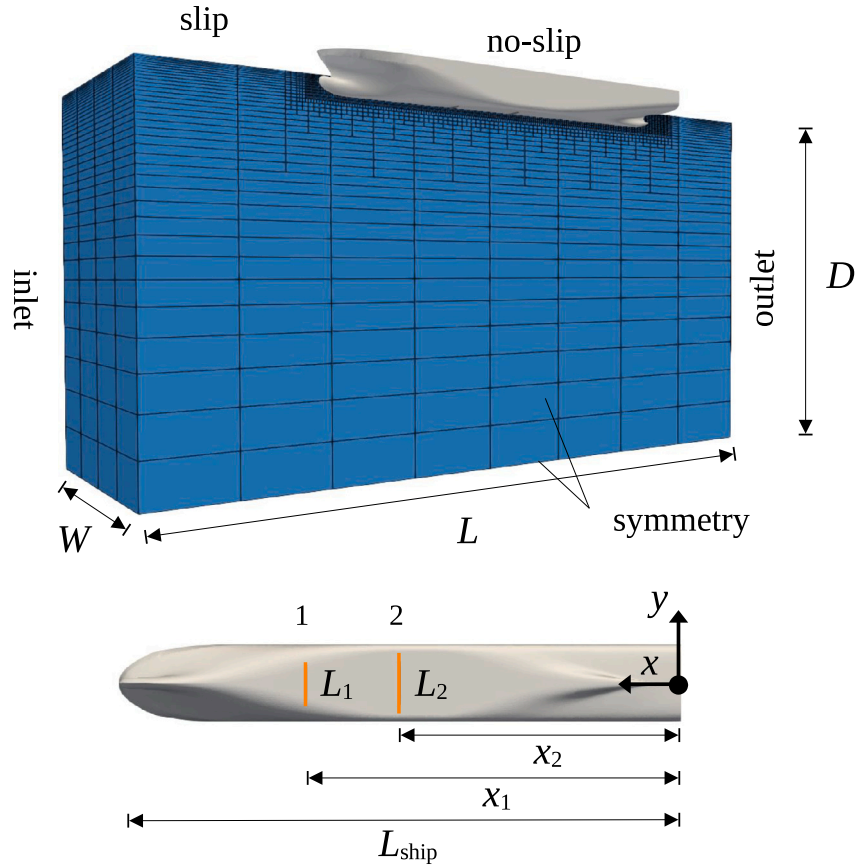 slip
no-slip
inlet
outlet
D
W
L
symmetry
1
2
y
x
L1
L2
x2
x1
Lship